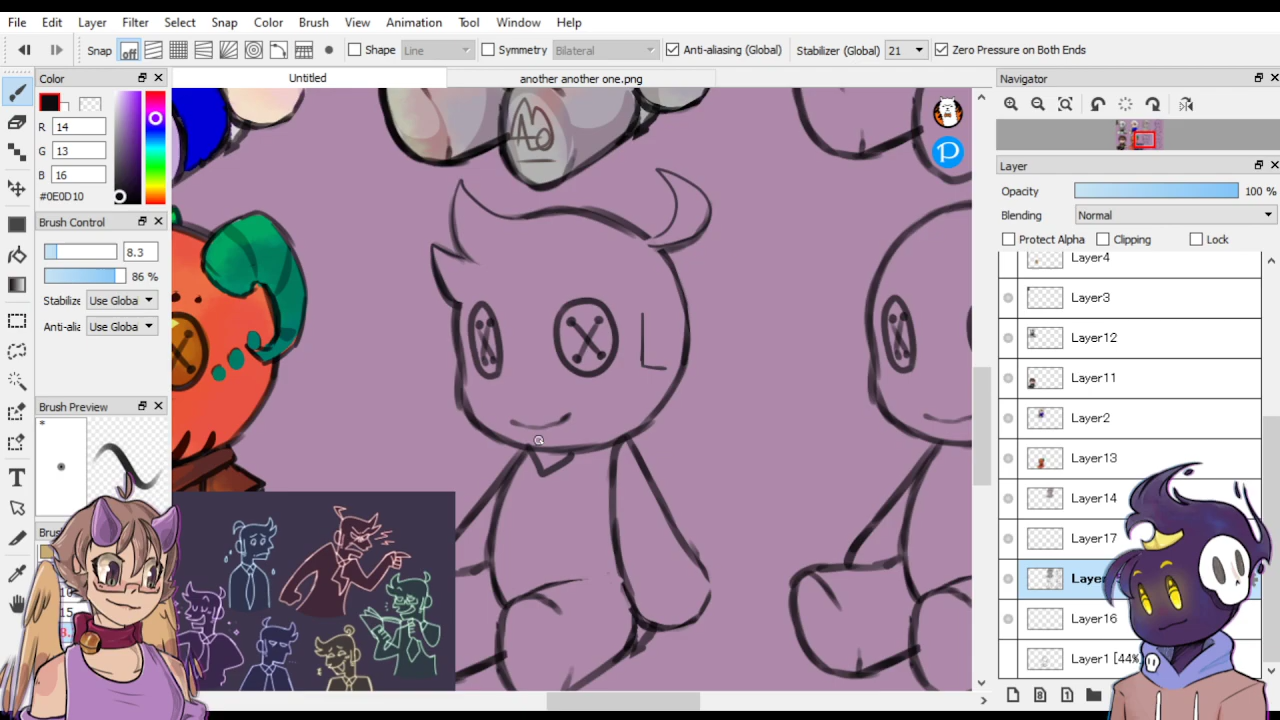 File Edit Layer Filter Select Snap Color Brush View Animation Tool Window Help
Snap off Shape Line Symmetry Bilateral Anti-aliasing (Global) Stabilizer (Global) 21 Zero Pressure on Both Ends
Color
Untitled
another another one.png
Navigator
R 14
G 13
B 16
#0E0D10
Layer
Opacity 100 %
Blending Normal
Protect Alpha Clipping Lock
Brush Control
8.3
86 %
Stabilize Use Globa
Anti-alia Use Globa
Layer4
Layer3
Layer12
Layer11
Layer2
Layer13
Layer14
Layer17
Layer16
Layer1 [44%]
Brush Preview
*
T
15
P